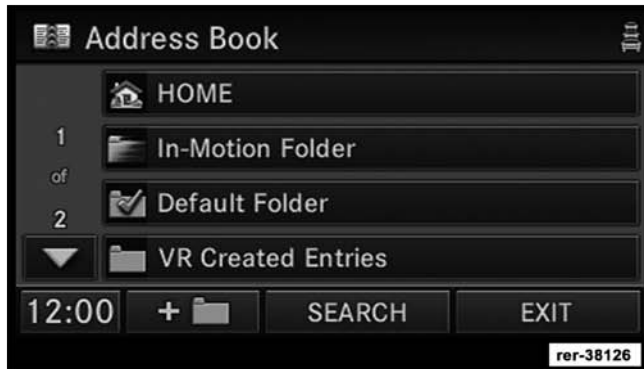 Address Book
HOME
1
In-Motion Folder
of
Default Folder
2
VR Created Entries
12:00 + SEARCH EXIT
rer-38126